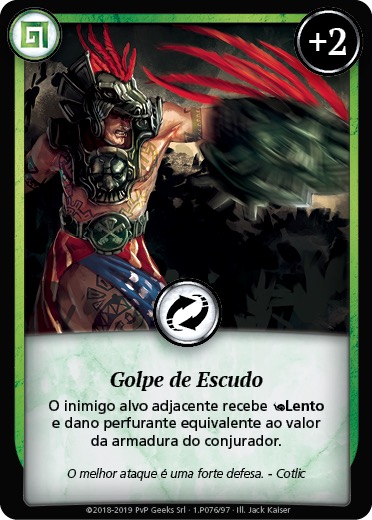 +2
Golpe de Escudo
O inimigo alvo adjacente recebe Lento
e dano perfurante equivalente ao valor
da armadura do conjurador.
O melhor ataque é uma forte defesa. - Cotlic
©2018-2019 PvP Geeks Srl · 1.P076/97 · Ill. Jack Kaiser